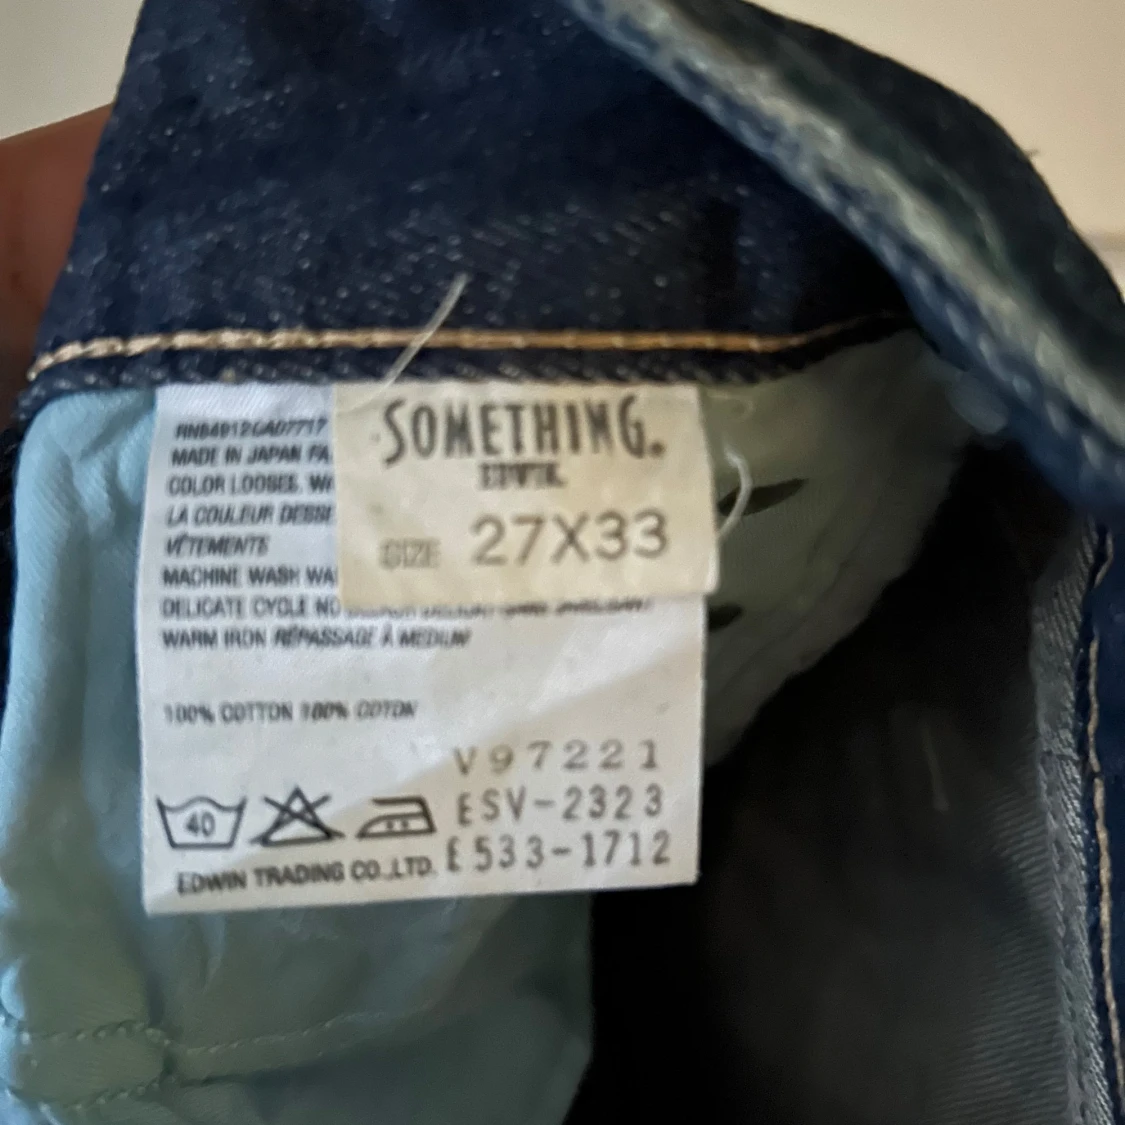 SOMETHING.
EDWIN.
SIZE 27X33
MADE IN JAPAN
COLOR LOOSES.
LA COULEUR
VÊTEMENTS
MACHINE WASH
DELICATE CYCLE NO
WARM IRON RÉPASSAGE À MEDIUM
100% COTTON 100% COTON
V97221
40 ESV-2323
EDWIN TRADING CO.,LTD. E533-1712